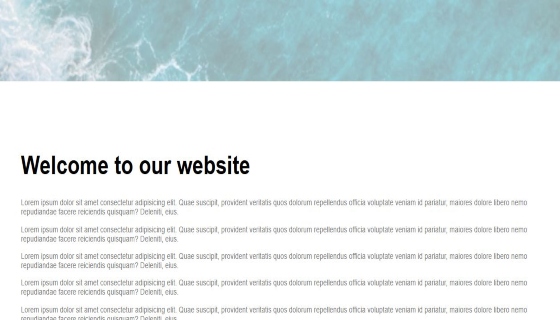 Welcome to our website
Lorem ipsum dolor sit amet consectetur adipisicing elit. Quae suscipit, provident veritatis quos dolorum repellendus officia voluptate veniam id pariatur, maiores dolore libero nemo
repudiandae facere reiciendis quisquam? Deleniti, eius.
Lorem ipsum dolor sit amet consectetur adipisicing elit. Quae suscipit, provident veritatis quos dolorum repellendus officia voluptate veniam id pariatur, maiores dolore libero nemo
repudiandae facere reiciendis quisquam? Deleniti, eius.
Lorem ipsum dolor sit amet consectetur adipisicing elit. Quae suscipit, provident veritatis quos dolorum repellendus officia voluptate veniam id pariatur, maiores dolore libero nemo
repudiandae facere reiciendis quisquam? Deleniti, eius.
Lorem ipsum dolor sit amet consectetur adipisicing elit. Quae suscipit, provident veritatis quos dolorum repellendus officia voluptate veniam id pariatur, maiores dolore libero nemo
repudiandae facere reiciendis quisquam? Deleniti, eius.
Lorem ipsum dolor sit amet consectetur adipisicing elit. Quae suscipit, provident veritatis quos dolorum repellendus officia voluptate veniam id pariatur, maiores dolore libero nemo
repudiandae facere reiciendis quisquam? Deleniti, eius.